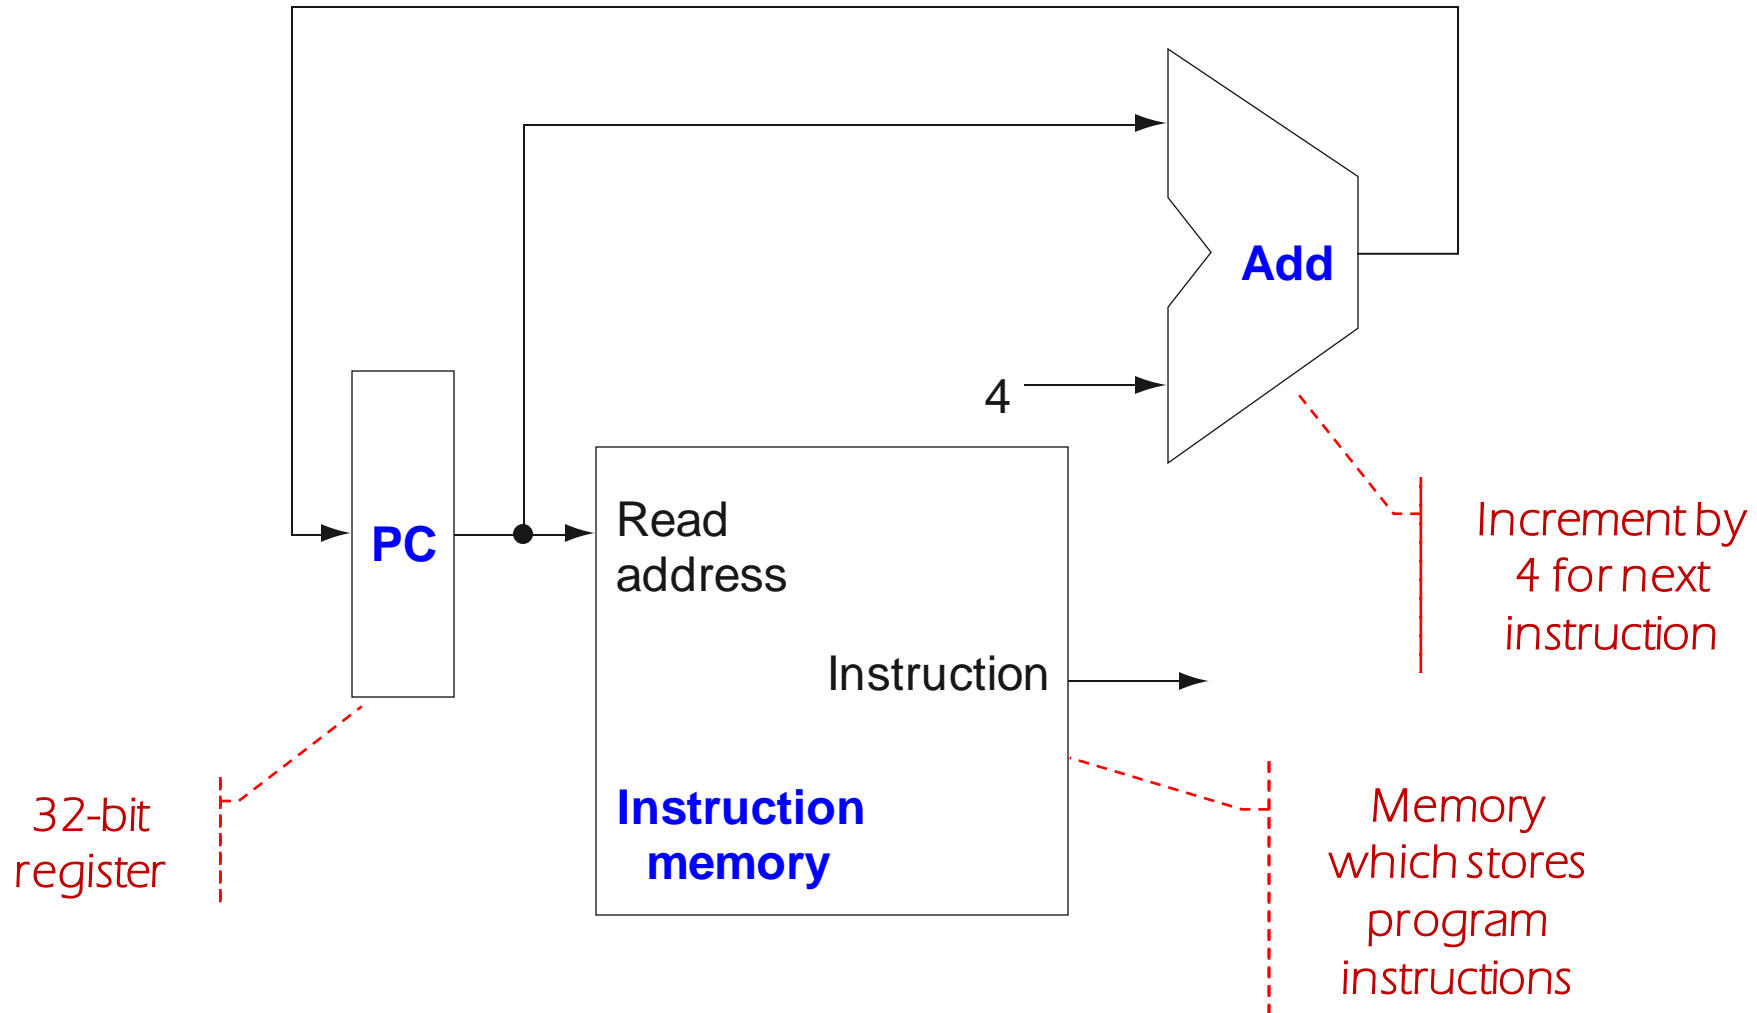 Add
4
PC
Read
address
Instruction
Instruction
memory
Increment by
4 for next
instruction
32-bit
register
Memory
which stores
program
instructions